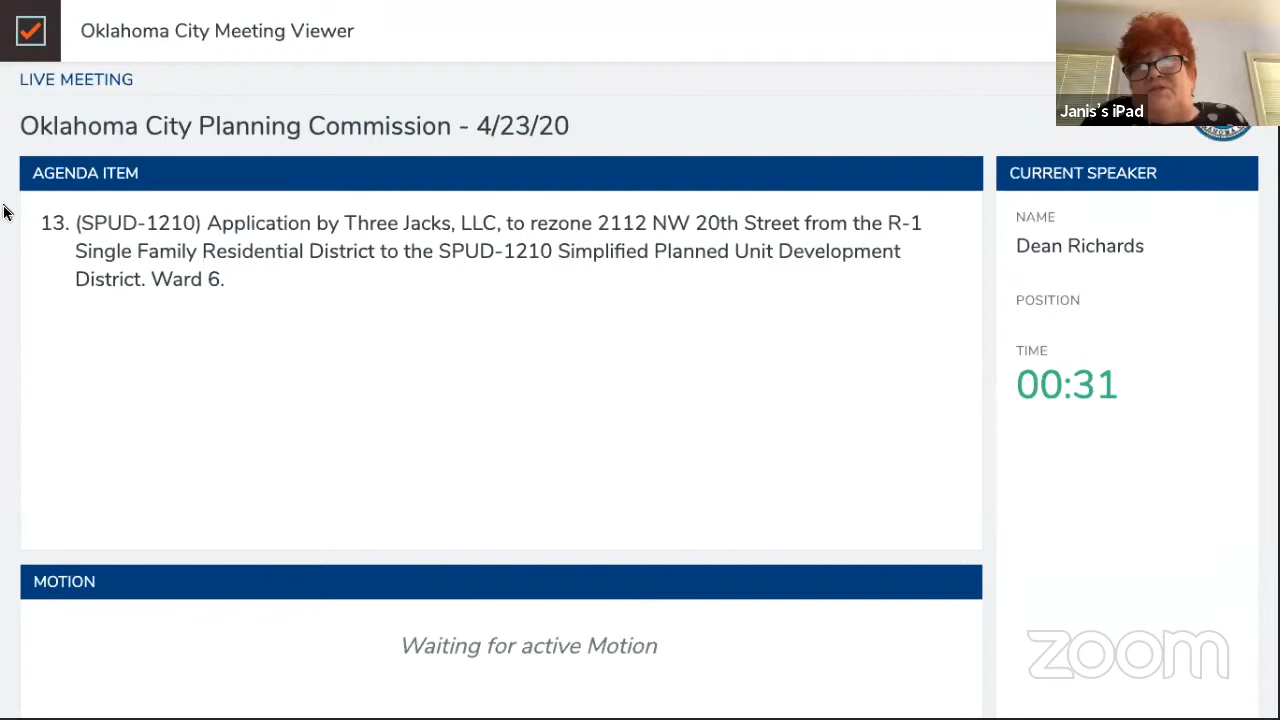 Oklahoma City Meeting Viewer
LIVE MEETING
Janis's iPad
Oklahoma City Planning Commission - 4/23/20
AGENDA ITEM
13. (SPUD-1210) Application by Three Jacks, LLC, to rezone 2112 NW 20th Street from the R-1
Single Family Residential District to the SPUD-1210 Simplified Planned Unit Development
District. Ward 6.
MOTION
Waiting for active Motion
CURRENT SPEAKER
NAME
Dean Richards
POSITION
TIME
00:31
zoom